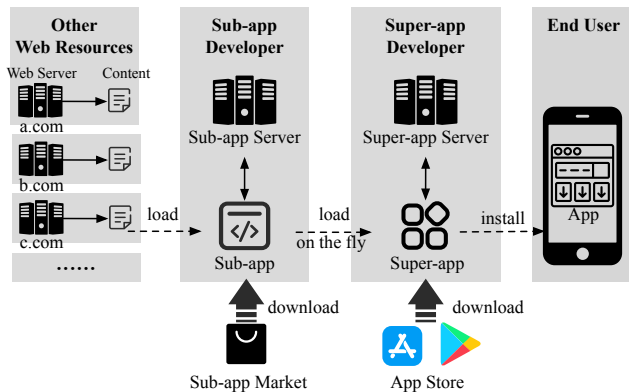 Other
Web Resources
Web Server
Content
a.com
b.com
c.com
......
load
Sub-app
Developer
Sub-app Server
</>
Sub-app
download
Sub-app Market
load
on the fly
Super-app
Developer
Super-app Server
Super-app
download
App Store
install
End User
App